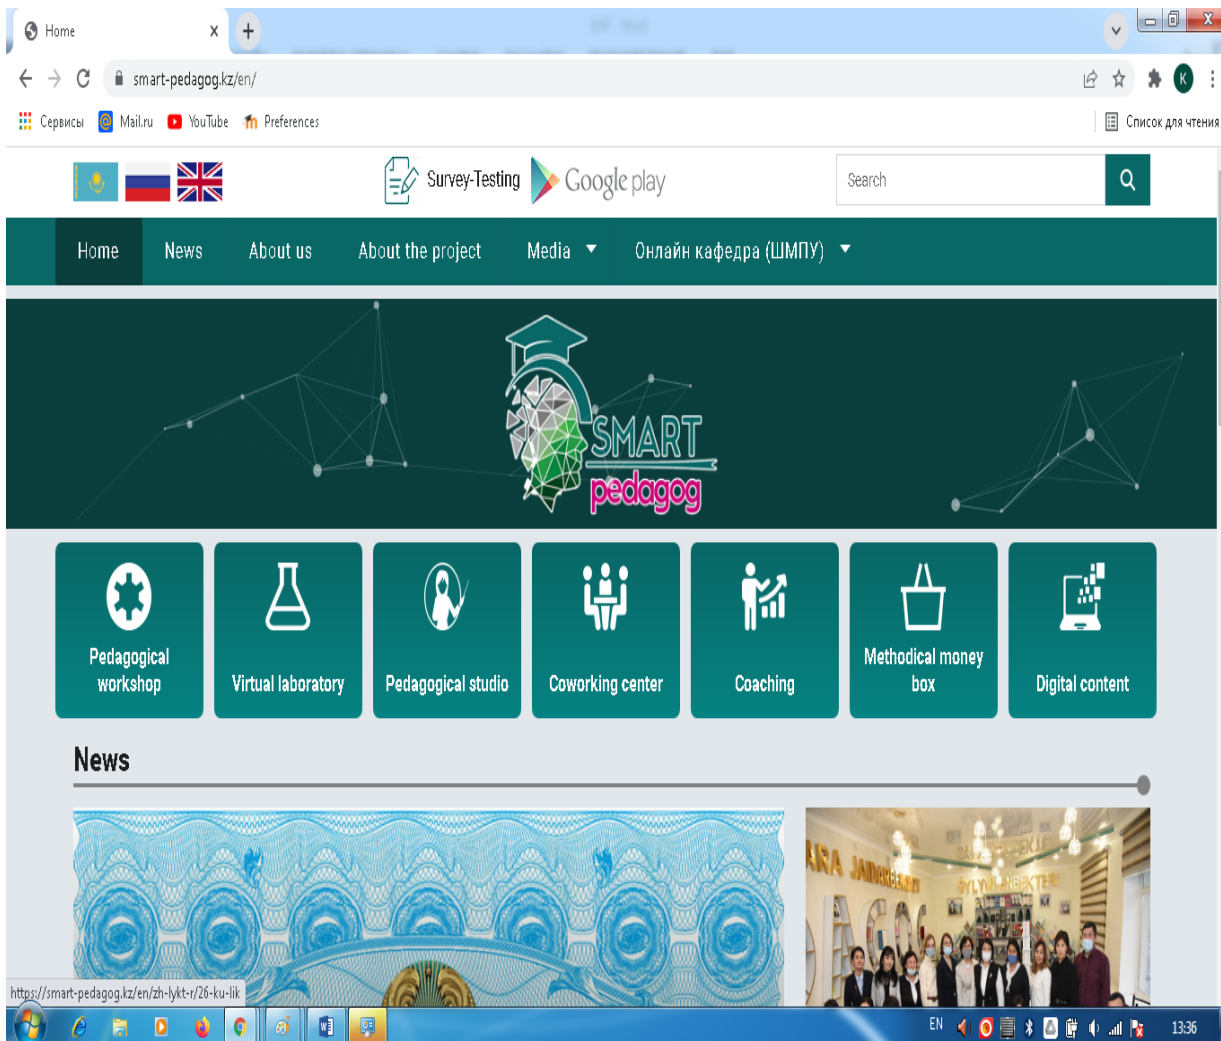 Home
smart-pedagog.kz/en/
Сервисы Mail.ru YouTube Preferences Список для чтения
Survey-Testing Google play Search
Home News About us About the project Media Онлайн кафедра (ШМПУ)
SMART
pedagog
Pedagogical workshop
Virtual laboratory
Pedagogical studio
Coworking center
Coaching
Methodical money box
Digital content
News
https://smart-pedagog.kz/en/zh-lykt-r/26-ku-lik
EN 13:36